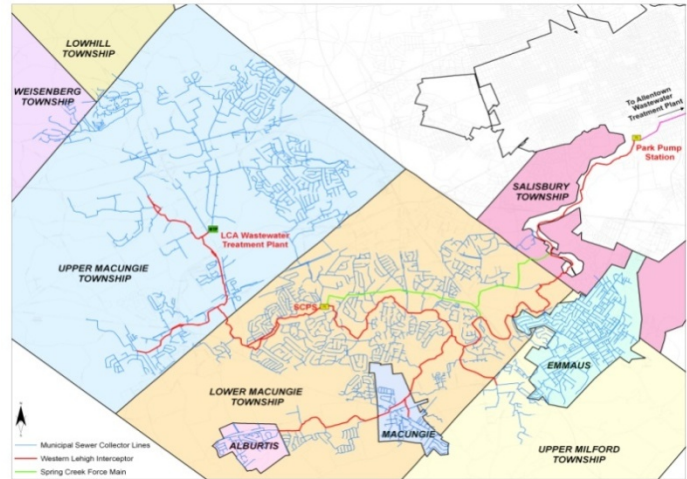 LOWHILL
TOWNSHIP
WEISENBERG
TOWNSHIP
To Allentown
Wastewater
Treatment Plant
Park Pump
Station
SALISBURY
TOWNSHIP
LCA Wastewater
Treatment Plant
UPPER MACUNGIE
TOWNSHIP
SCPS
EMMAUS
LOWER MACUNGIE
TOWNSHIP
MACUNGIE
ALBURTIS
UPPER MILFORD
TOWNSHIP
Municipal Sewer Collector Lines
Western Lehigh Interceptor
Spring Creek Force Main